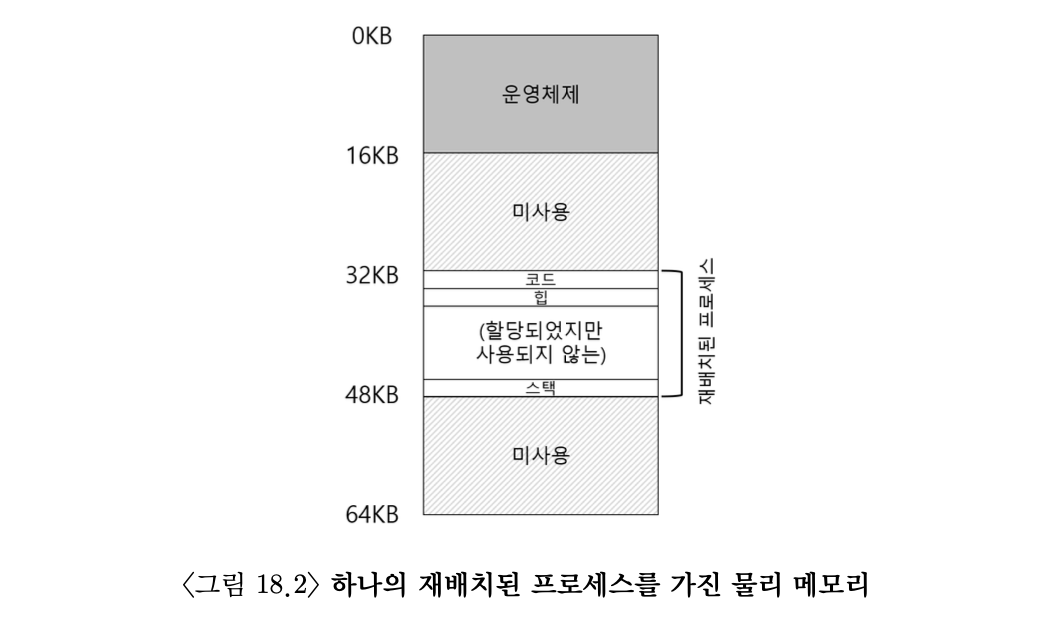 0KB
운영체제
16KB
미사용
32KB
코드
힙
(할당되었지만
사용되지 않는)
스택
48KB
재배치된 프로세스
미사용
64KB
〈그림 18.2〉 하나의 재배치된 프로세스를 가진 물리 메모리